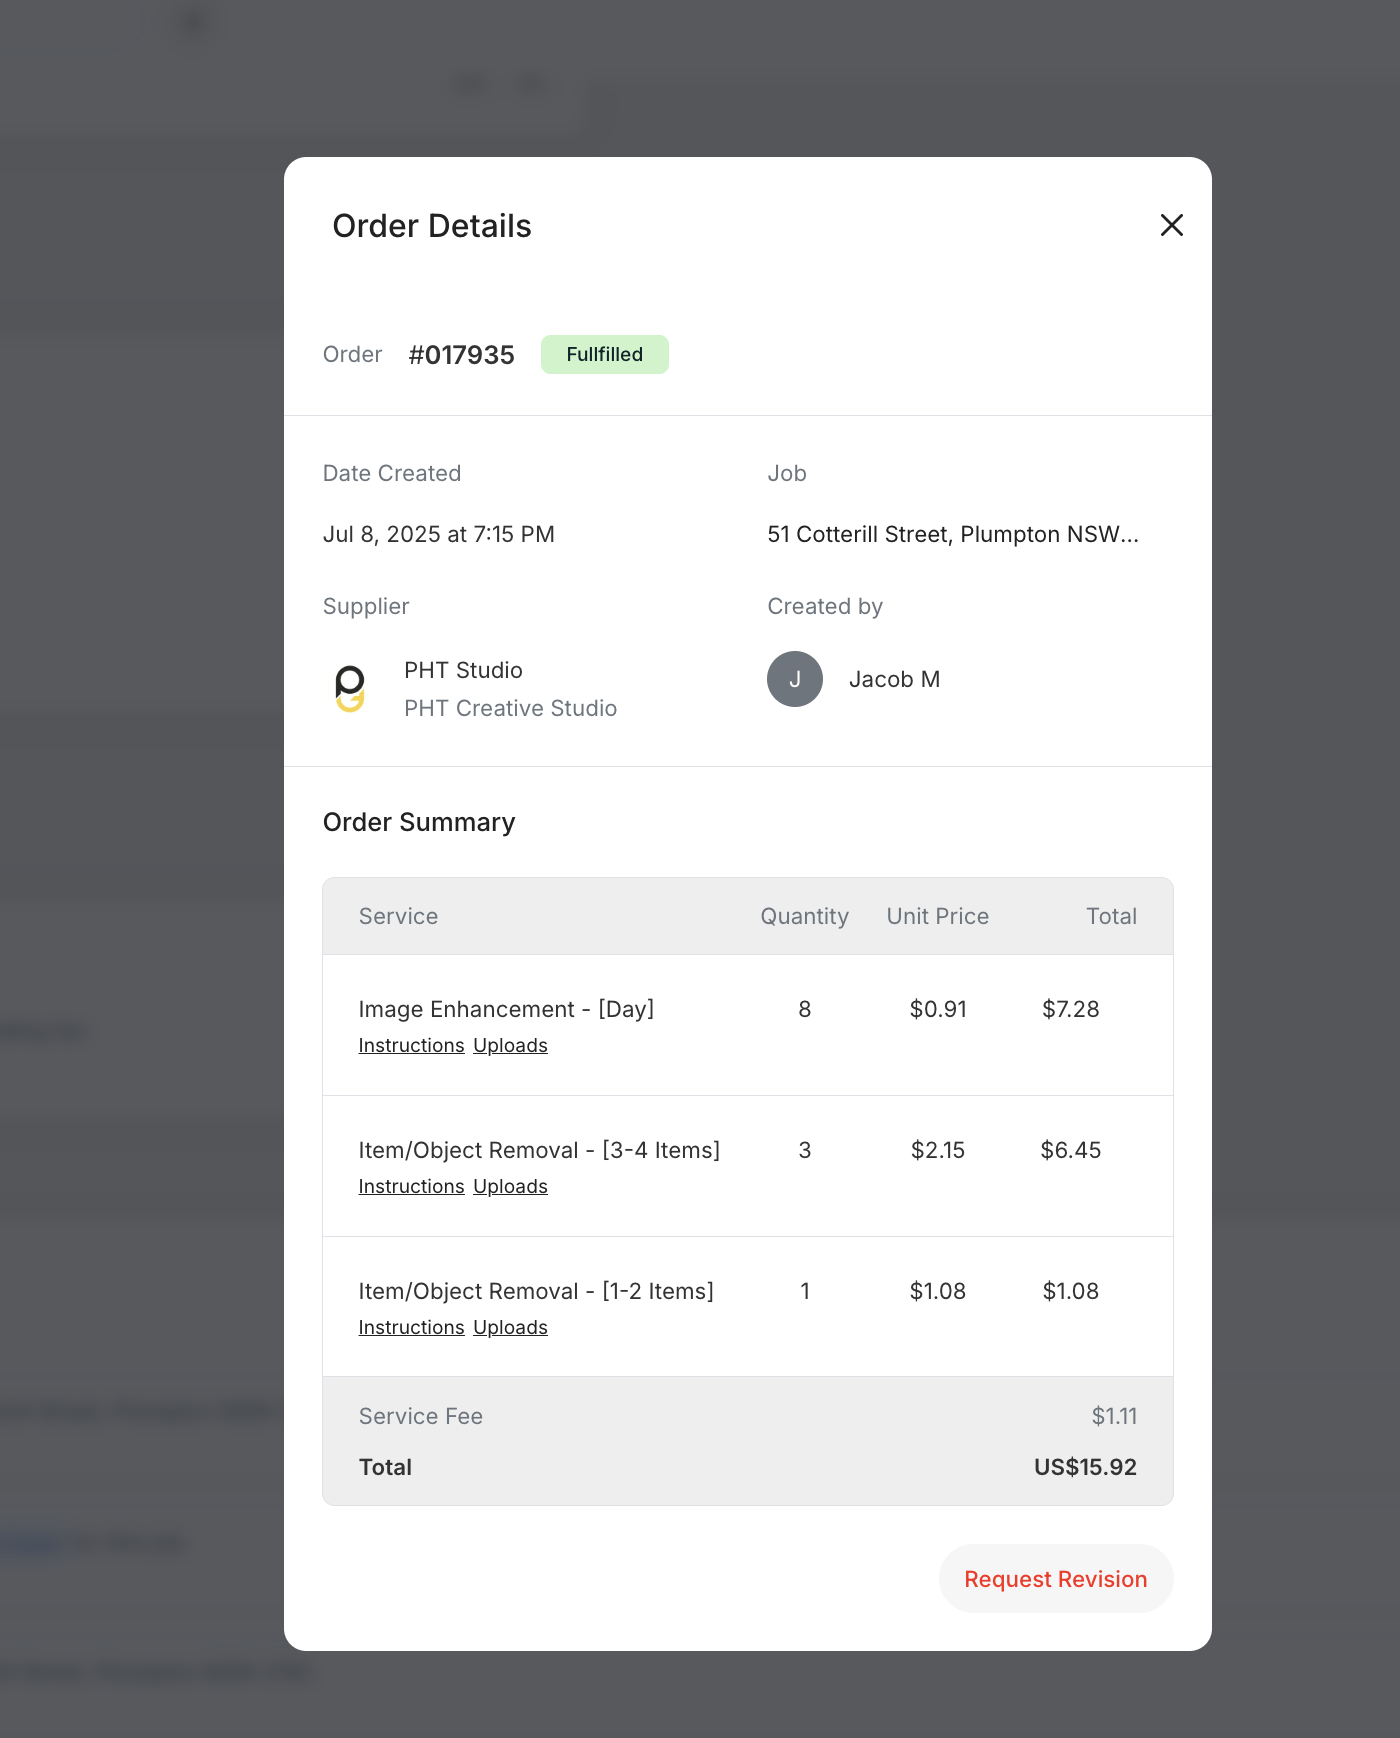 Order Details
Order #017935 Fullfilled
Date Created Job
Jul 8, 2025 at 7:15 PM 51 Cotterill Street, Plumpton NSW...
Supplier Created by
PHT Studio
PHT Creative Studio
J Jacob M
Order Summary
Service Quantity Unit Price Total
Image Enhancement - [Day] 8 $0.91 $7.28
Instructions Uploads
Item/Object Removal - [3-4 Items] 3 $2.15 $6.45
Instructions Uploads
Item/Object Removal - [1-2 Items] 1 $1.08 $1.08
Instructions Uploads
Service Fee $1.11
Total US$15.92
Request Revision